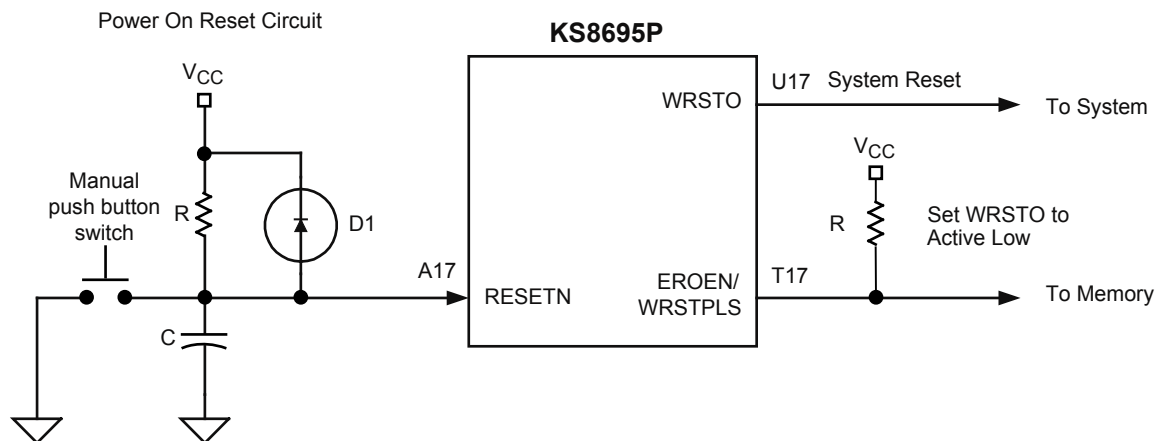 Power On Reset Circuit
KS8695P
VCC
U17
System Reset
WRSTO
To System
VCC
Manual
push button
switch
R
D1
R
Set WRSTO to
Active Low
A17
T17
RESETN
EROEN/
WRSTPLS
To Memory
C